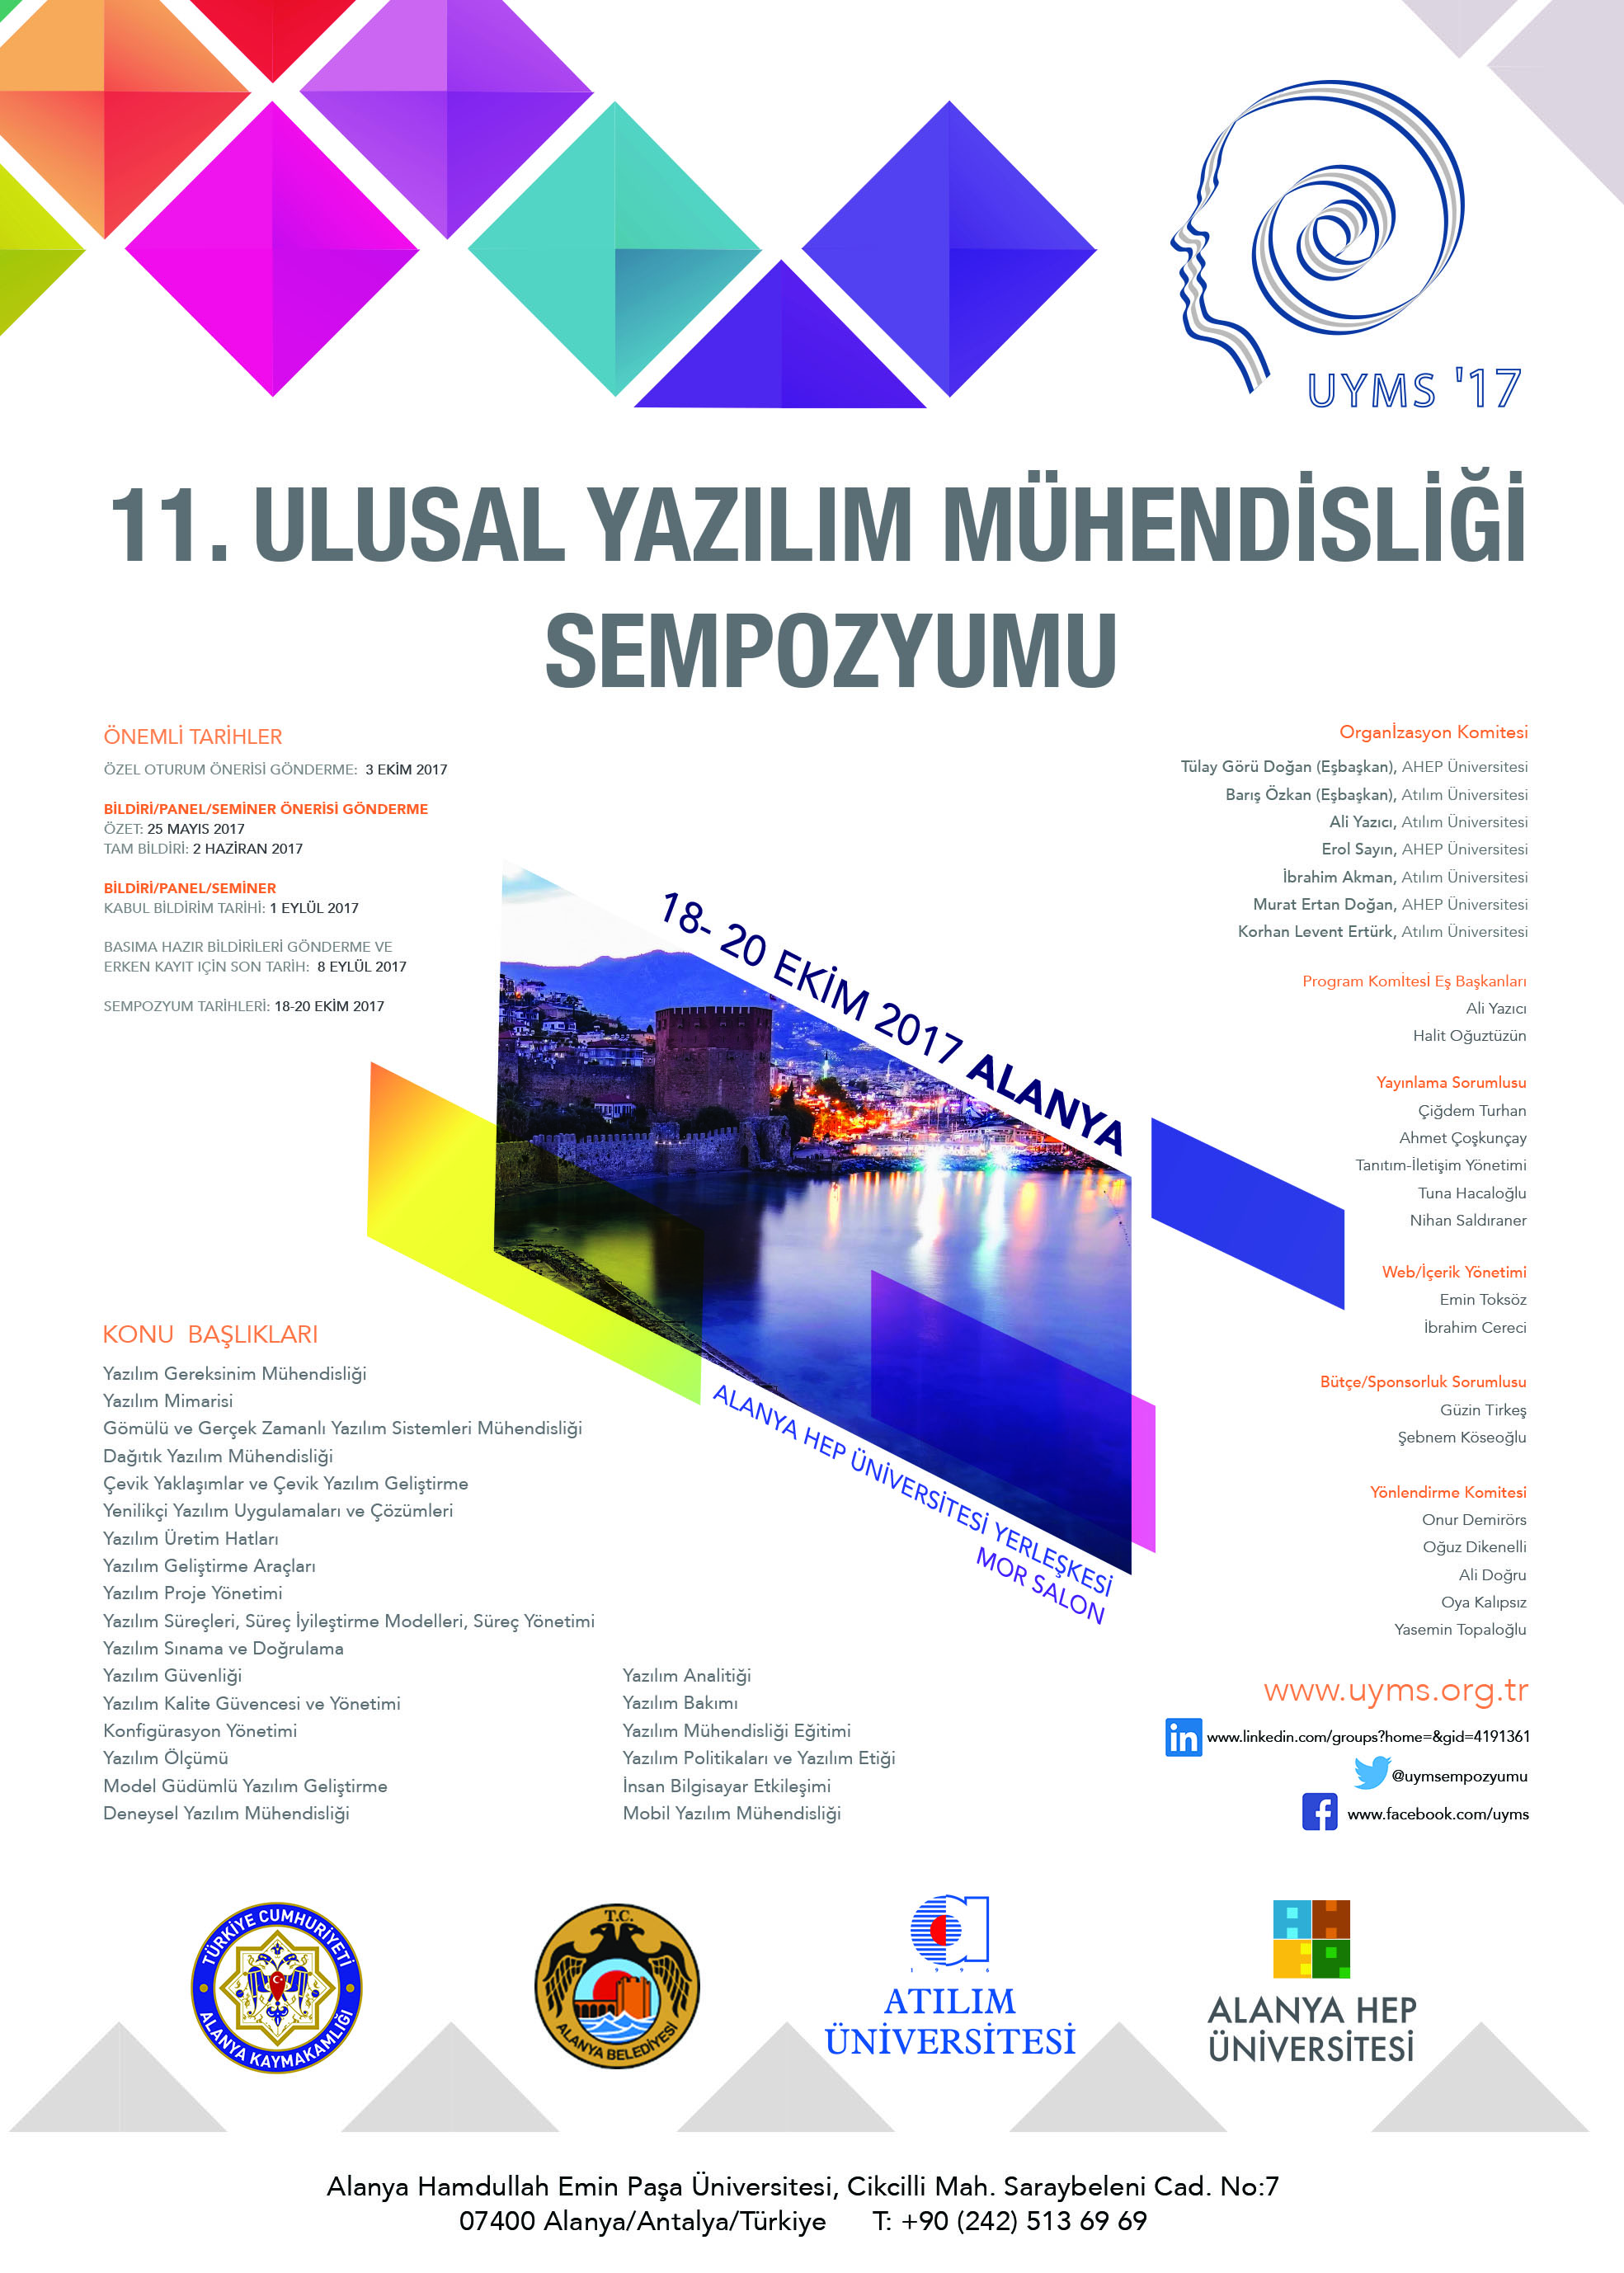 UYMS '17
11. ULUSAL YAZILIM MÜHENDİSLİĞİ
SEMPOZYUMU
ÖNEMLİ TARİHLER
ÖZEL OTURUM ÖNERİSİ GÖNDERME: 3 EKİM 2017
BİLDİRİ/PANEL/SEMİNER ÖNERİSİ GÖNDERME
ÖZET: 25 MAYIS 2017
TAM BİLDİRİ: 2 HAZİRAN 2017
BİLDİRİ/PANEL/SEMİNER
KABUL BİLDİRİM TARİHİ: 1 EYLÜL 2017
BASIMA HAZIR BİLDİRİLERİ GÖNDERME VE
ERKEN KAYIT IÇİN SON TARİH: 8 EYLÜL 2017
SEMPOZYUM TARİHLERİ: 18-20 EKİM 2017
18- 20 EKİM 2017 ALANYA
ALANYA HEP ÜNİVERSİTESİ YERLEŞKESİ
MOR SALON
Organİzasyon Komitesi
Tülay Görü Doğan (Eşbaşkan), AHEP Üniversitesi
Barış Özkan (Eşbaşkan), Atılım Üniversitesi
Ali Yazıcı, Atılım Üniversitesi
Erol Sayın, AHEP Üniversitesi
İbrahim Akman, Atılım Üniversitesi
Murat Ertan Doğan, AHEP Üniversitesi
Korhan Levent Ertürk, Atılım Üniversitesi
Program Komİtesİ Eş Başkanları
Ali Yazıcı
Halit Oğuztüzün
Yayınlama Sorumlusu
Çiğdem Turhan
Ahmet Çoşkunçay
Tanıtım-İletişim Yönetimi
Tuna Hacaloğlu
Nihan Saldıraner
Web/İçerik Yönetimi
Emin Toksöz
İbrahim Cereci
Bütçe/Sponsorluk Sorumlusu
Güzin Tirkeş
Şebnem Köseoğlu
Yönlendirme Komitesi
Onur Demirörs
Oğuz Dikenelli
Ali Doğru
Oya Kalıpsız
Yasemin Topaloğlu
KONU BAŞLIKLARI
Yazılım Gereksinim Mühendisliği
Yazılım Mimarisi
Gömülü ve Gerçek Zamanlı Yazılım Sistemleri Mühendisliği
Dağıtık Yazılım Mühendisliği
Çevik Yaklaşımlar ve Çevik Yazılım Geliştirme
Yenilikçi Yazılım Uygulamaları ve Çözümleri
Yazılım Üretim Hatları
Yazılım Geliştirme Araçları
Yazılım Proje Yönetimi
Yazılım Süreçleri, Süreç İyileştirme Modelleri, Süreç Yönetimi
Yazılım Sınama ve Doğrulama
Yazılım Güvenliği
Yazılım Kalite Güvencesi ve Yönetimi
Konfigürasyon Yönetimi
Yazılım Ölçümü
Model Güdümlü Yazılım Geliştirme
Deneysel Yazılım Mühendisliği
Yazılım Analitiği
Yazılım Bakımı
Yazılım Mühendisliği Eğitimi
Yazılım Politikaları ve Yazılım Etiği
İnsan Bilgisayar Etkileşimi
Mobil Yazılım Mühendisliği
www.uyms.org.tr
in www.linkedin.com/groups?home=&gid=4191361
@uymsempozyumu
f www.facebook.com/uyms
TÜRKİYE CUMHURİYETİ
ALANYA KAYMAKAMLIĞI
T.C.
ALANYA BELEDİYESİ
1996
ATILIM
ÜNİVERSİTESİ
ALANYA HEP
ÜNİVERSİTESİ
Alanya Hamdullah Emin Paşa Üniversitesi, Cikcilli Mah. Saraybeleni Cad. No:7
07400 Alanya/Antalya/Türkiye T: +90 (242) 513 69 69